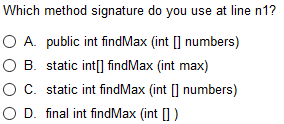 Which method signature do you use at line n1?
A. public int findMax (int [] numbers)
B. static int[] findMax (int max)
C. static int findMax (int [] numbers)
D. final int findMax (int [] )